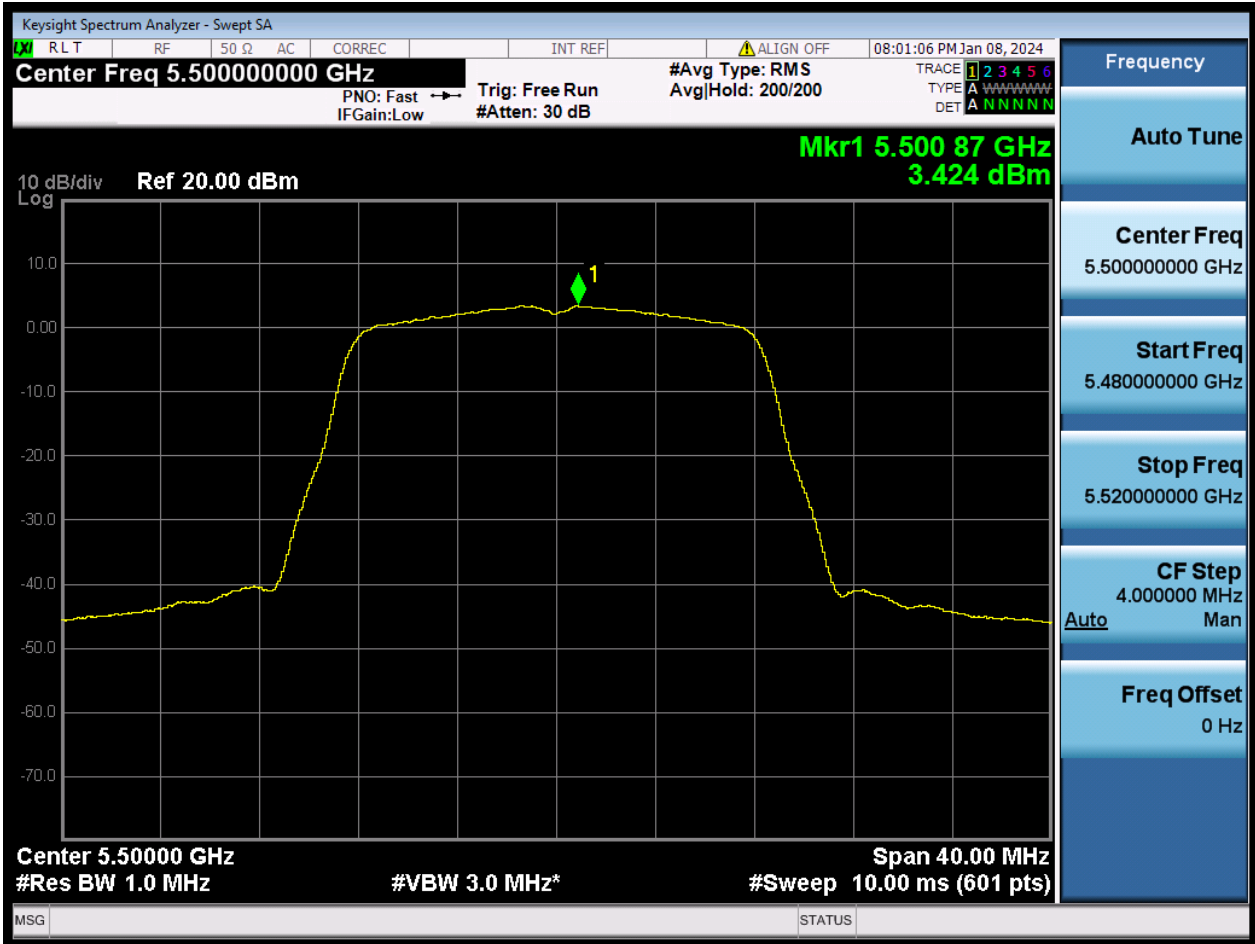 Keysight Spectrum Analyzer - Swept SA
LXI RLT RF 50 Ω AC CORREC INT REF ALIGN OFF 08:01:06 PM Jan 08, 2024
Center Freq 5.500000000 GHz
PNO: Fast
IFGain:Low
Trig: Free Run
#Atten: 30 dB
#Avg Type: RMS
Avg|Hold: 200/200
TRACE 1 2 3 4 5 6
TYPE A WWWWW
DET A N N N N N
Mkr1 5.500 87 GHz
3.424 dBm
10 dB/div Ref 20.00 dBm
Log
10.0
0.00
-10.0
-20.0
-30.0
-40.0
-50.0
-60.0
-70.0
1
Center 5.50000 GHz Span 40.00 MHz
#Res BW 1.0 MHz #VBW 3.0 MHz* #Sweep 10.00 ms (601 pts)
MSG STATUS
Frequency
Auto Tune
Center Freq
5.500000000 GHz
Start Freq
5.480000000 GHz
Stop Freq
5.520000000 GHz
CF Step
4.000000 MHz
Auto Man
Freq Offset
0 Hz